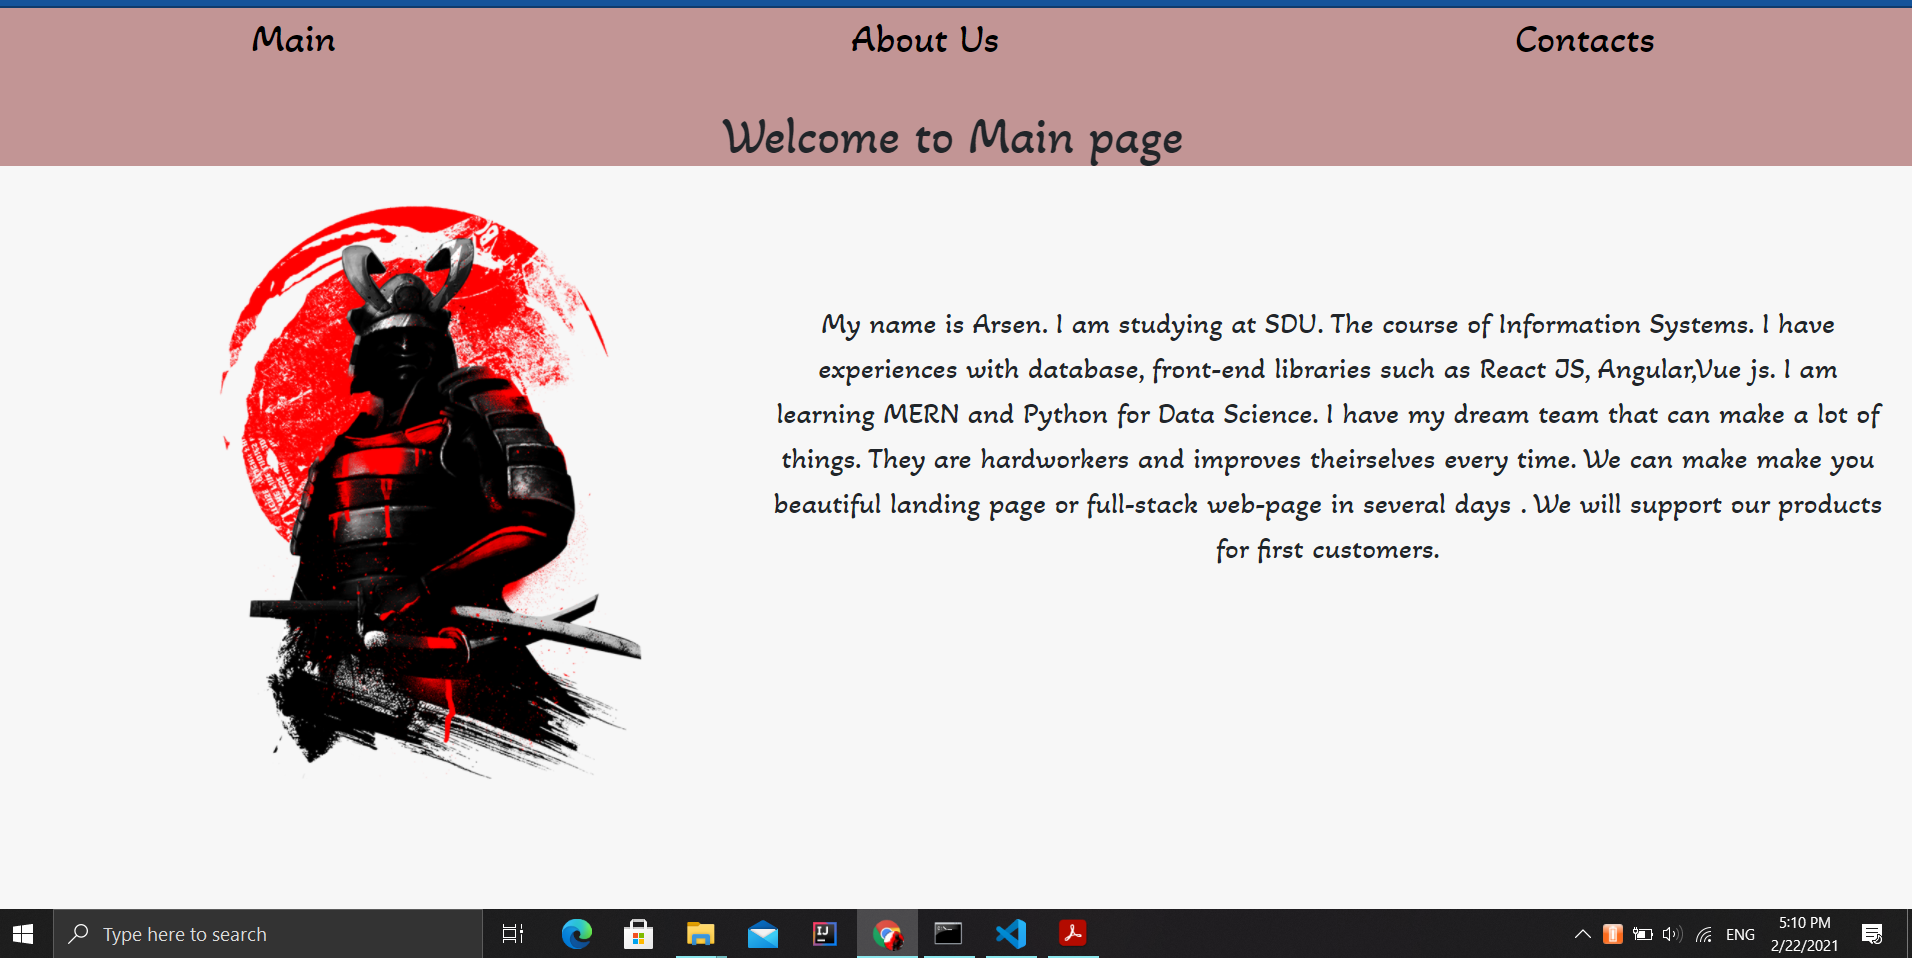 Main About Us Contacts
Welcome to Main page
My name is Arsen. I am studying at SDU. The course of Information Systems. I have
experiences with database, front-end libraries such as React JS, Angular,Vue js. I am
learning MERN and Python for Data Science. I have my dream team that can make a lot of
things. They are hardworkers and improves theirselves every time. We can make make you
beautiful landing page or full-stack web-page in several days . We will support our products
for first customers.
Type here to search
IJ
ENG
5:10 PM
2/22/2021